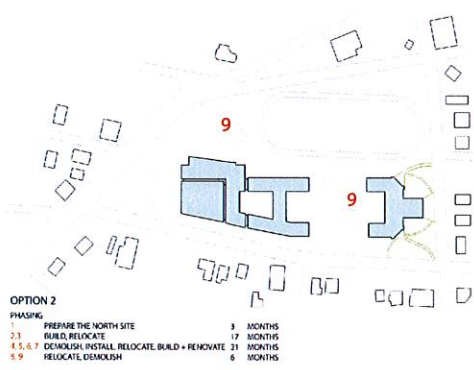 9
9
OPTION 2
PHASING
1 PREPARE THE NORTH SITE 3 MONTHS
2,3 BUILD, RELOCATE 17 MONTHS
4, 5, 6, 7 DEMOLISH, INSTALL, RELOCATE, BUILD + RENOVATE 21 MONTHS
8, 9 RELOCATE, DEMOLISH 6 MONTHS